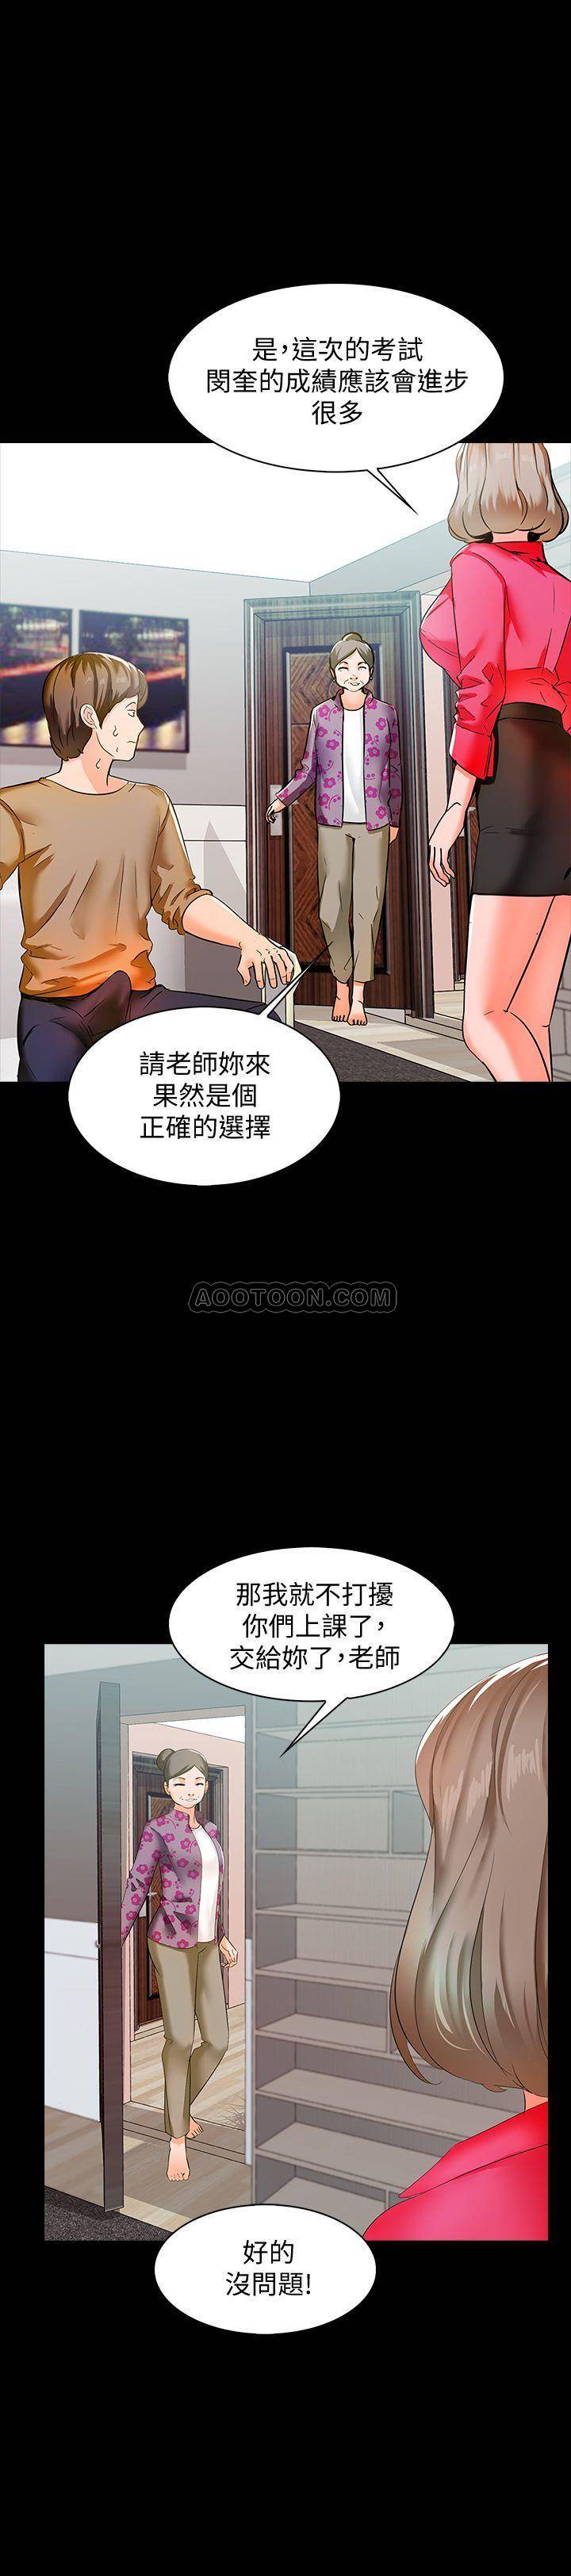 是,這次的考試
閔奎的成績應該會進步
很多
請老師妳來
果然是個
正確的選擇
AOOTOON.COM
那我就不打擾
你們上課了,
交給妳了,老師
好的
沒問題!